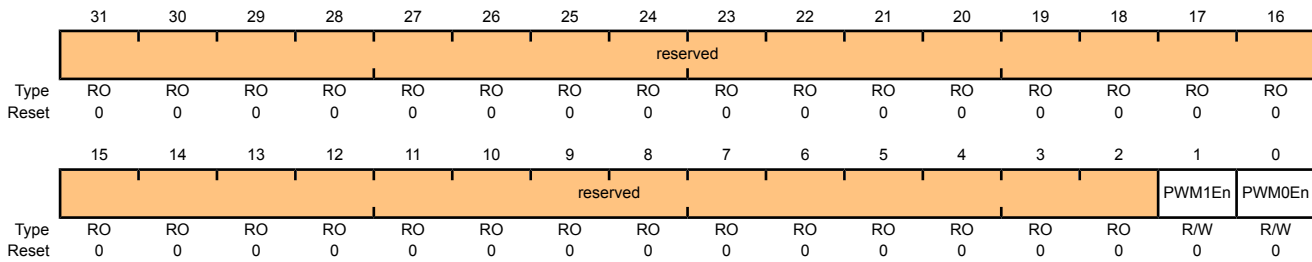 31 30 29 28 27 26 25 24 23 22 21 20 19 18 17 16
reserved
Type RO RO RO RO RO RO RO RO RO RO RO RO RO RO RO RO
Reset 0 0 0 0 0 0 0 0 0 0 0 0 0 0 0 0
15 14 13 12 11 10 9 8 7 6 5 4 3 2 1 0
reserved PWM1En PWM0En
Type RO RO RO RO RO RO RO RO RO RO RO RO RO RO R/W R/W
Reset 0 0 0 0 0 0 0 0 0 0 0 0 0 0 0 0